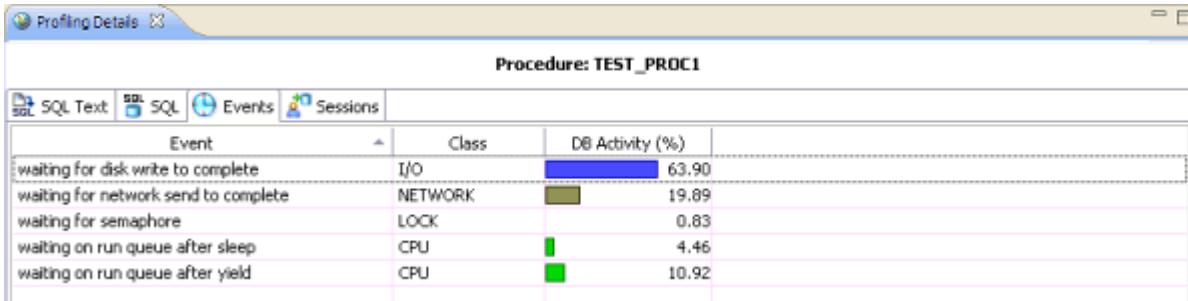 Profiling Details
Procedure: TEST_PROC1
SQL SQL Text SQL SQL Events Sessions
Event Class DB Activity (%)
waiting for disk write to complete I/O 63.90
waiting for network send to complete NETWORK 19.89
waiting for semaphore LOCK 0.83
waiting on run queue after sleep CPU 4.46
waiting on run queue after yield CPU 10.92